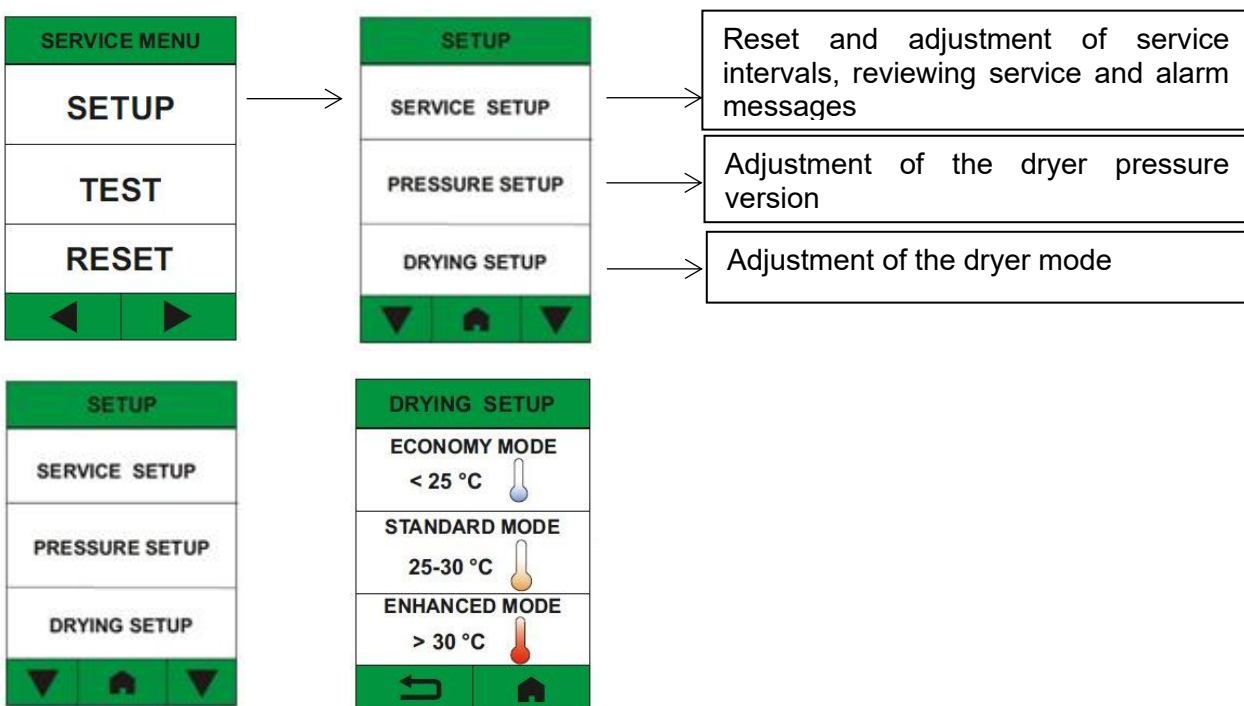 SERVICE MENU
SETUP
TEST
RESET
SETUP
SERVICE SETUP
PRESSURE SETUP
DRYING SETUP
Reset and adjustment of service
intervals, reviewing service and alarm
messages
Adjustment of the dryer pressure
version
Adjustment of the dryer mode
SETUP
SERVICE SETUP
PRESSURE SETUP
DRYING SETUP
DRYING SETUP
ECONOMY MODE
< 25 °C
STANDARD MODE
25-30 °C
ENHANCED MODE
> 30 °C